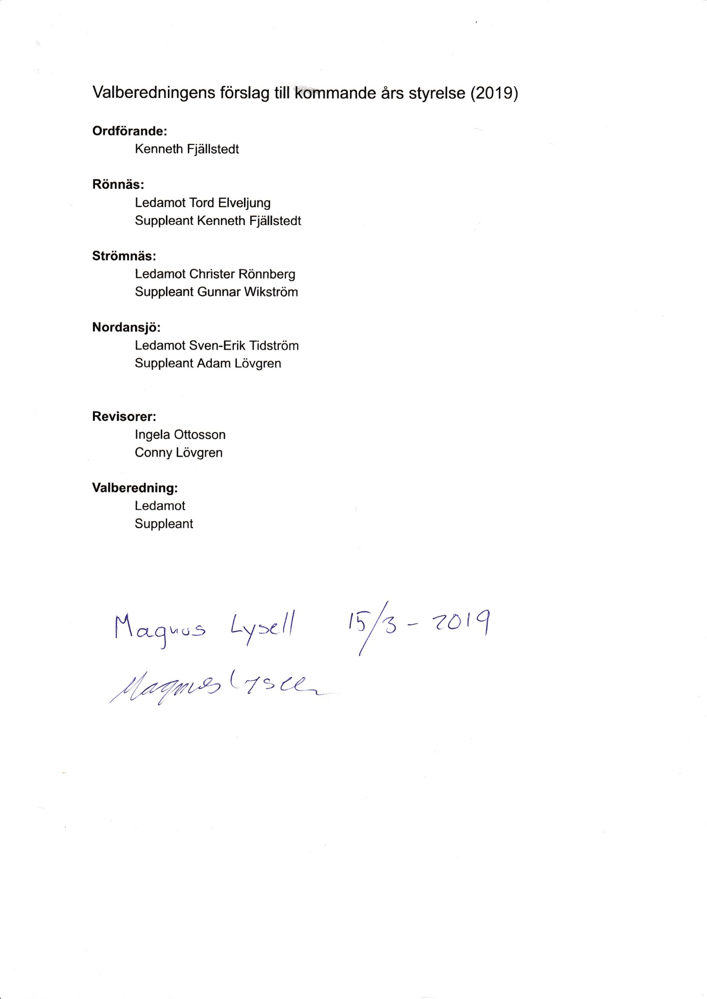 Valberedningens förslag till kommande års styrelse (2019)
Ordförande:
Kenneth Fjällstedt
Rönnäs:
Ledamot Tord Elveljung
Suppleant Kenneth Fjällstedt
Strömnäs:
Ledamot Christer Rönnberg
Suppleant Gunnar Wikström
Nordansjö:
Ledamot Sven-Erik Tidström
Suppleant Adam Lövgren
Revisorer:
Ingela Ottosson
Conny Lövgren
Valberedning:
Ledamot
Suppleant
Magnus Lysell 15/3 - 2019
Magnus Lysell